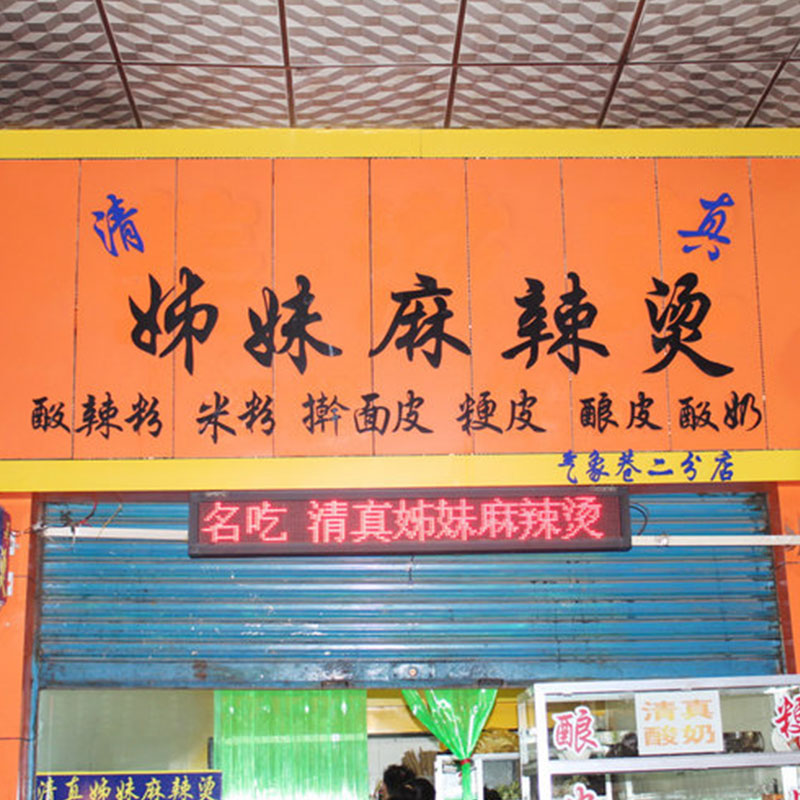 清 真
姊妹麻辣烫
酸辣粉 米粉 擀面皮 粳皮 酿皮 酸奶
气象巷二分店
名吃 清真姊妹麻辣烫
清真
酸奶
酿
清真姊妹麻辣烫